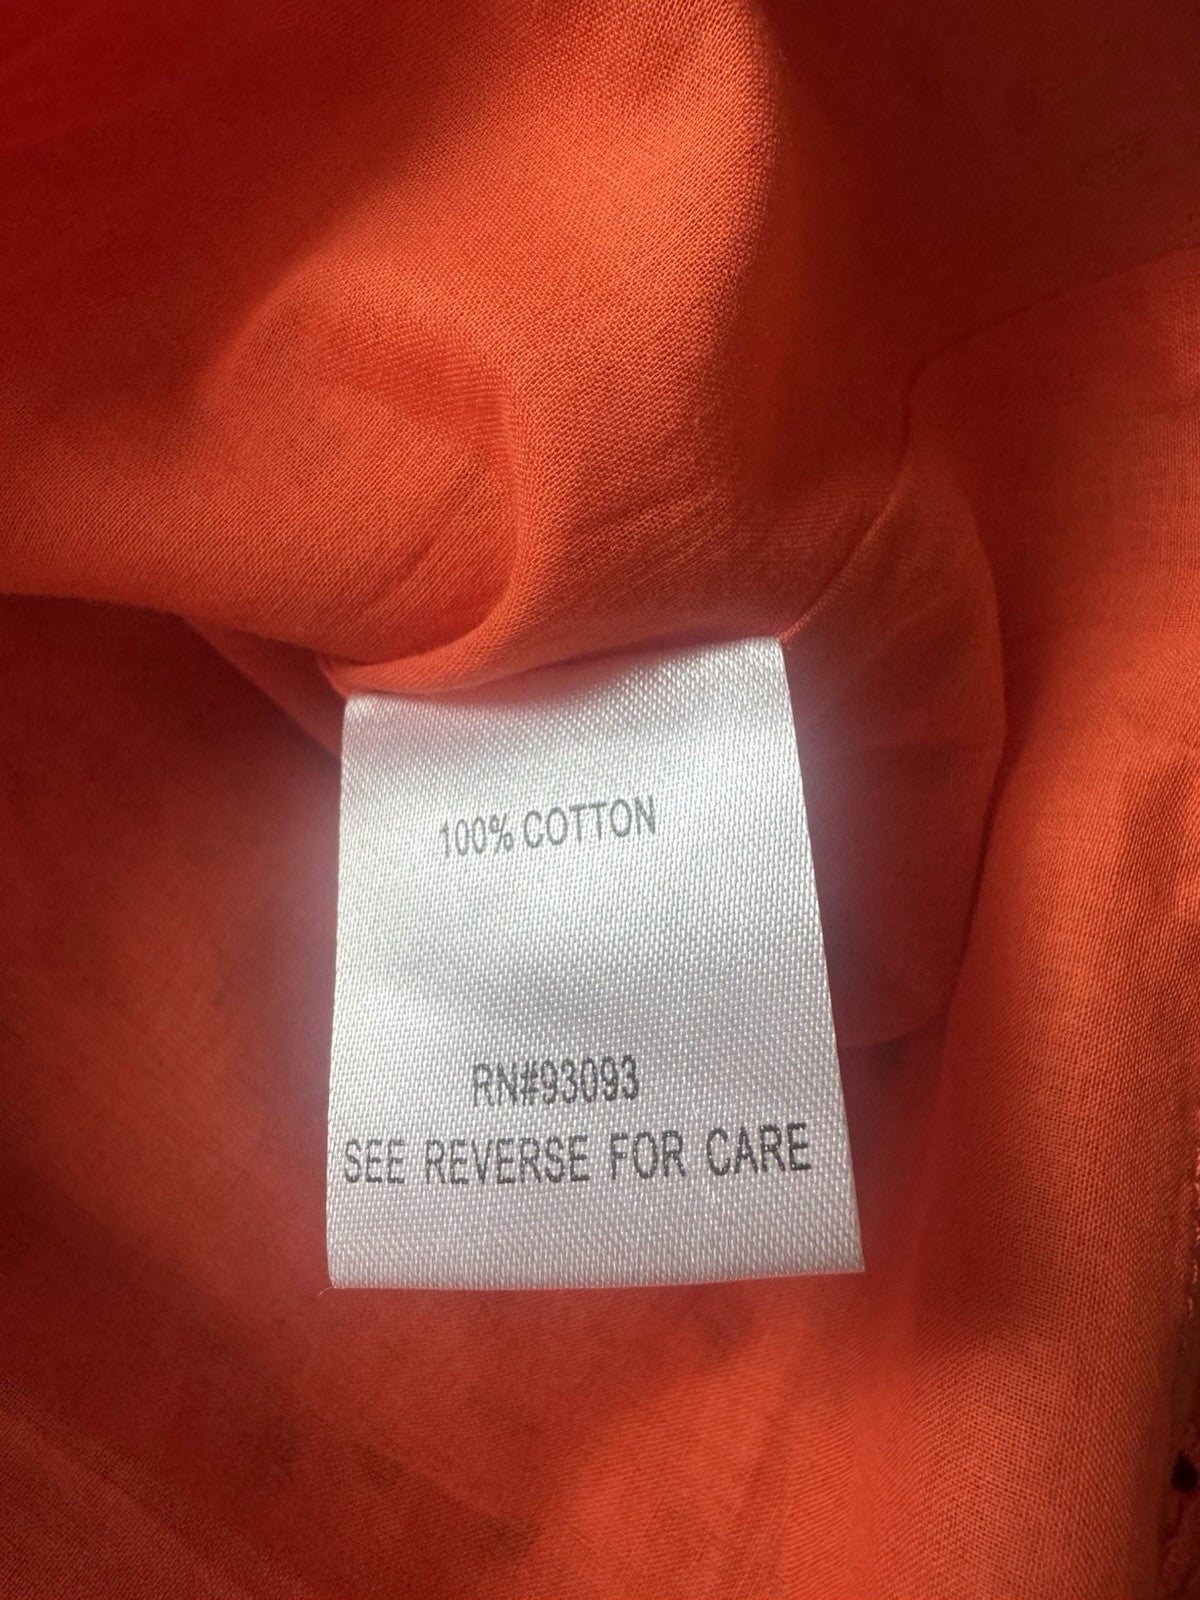 100% COTTON
RN#93093
SEE REVERSE FOR CARE